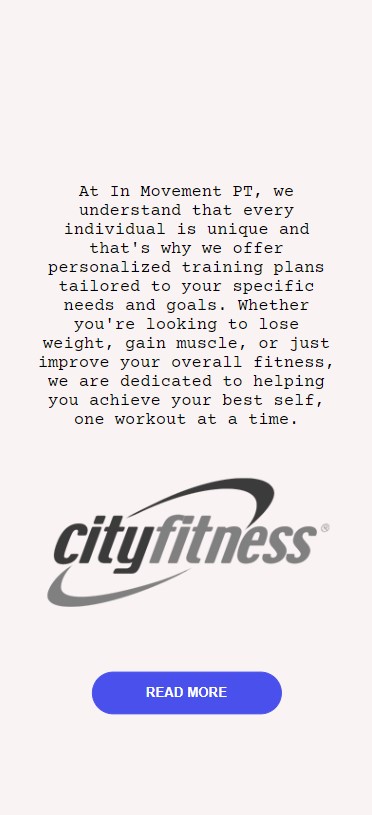 At In Movement PT, we
understand that every
individual is unique and
that's why we offer
personalized training plans
tailored to your specific
needs and goals. Whether
you're looking to lose
weight, gain muscle, or just
improve your overall fitness,
we are dedicated to helping
you achieve your best self,
one workout at a time.
cityfitness®
READ MORE